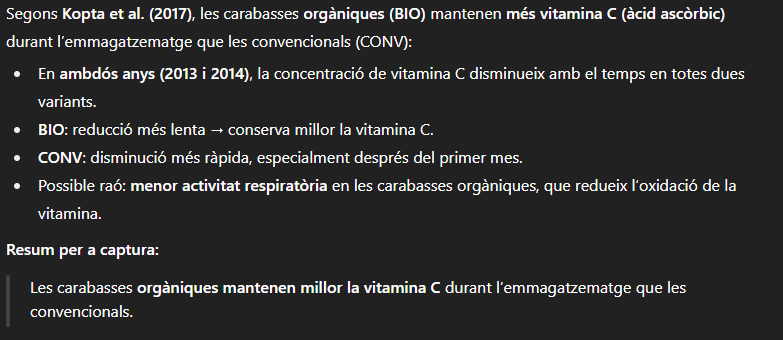 Segons Kopta et al. (2017), les carabasses orgàniques (BIO) mantenen més vitamina C (àcid ascòrbic)
durant l’emmagatzematge que les convencionals (CONV):
• En ambdós anys (2013 i 2014), la concentració de vitamina C disminueix amb el temps en totes dues
variants.
• BIO: reducció més lenta → conserva millor la vitamina C.
• CONV: disminució més ràpida, especialment després del primer mes.
• Possible raó: menor activitat respiratòria en les carabasses orgàniques, que redueix l’oxidació de la
vitamina.
Resum per a captura:
Les carabasses orgàniques mantenen millor la vitamina C durant l’emmagatzematge que les
convencionals.